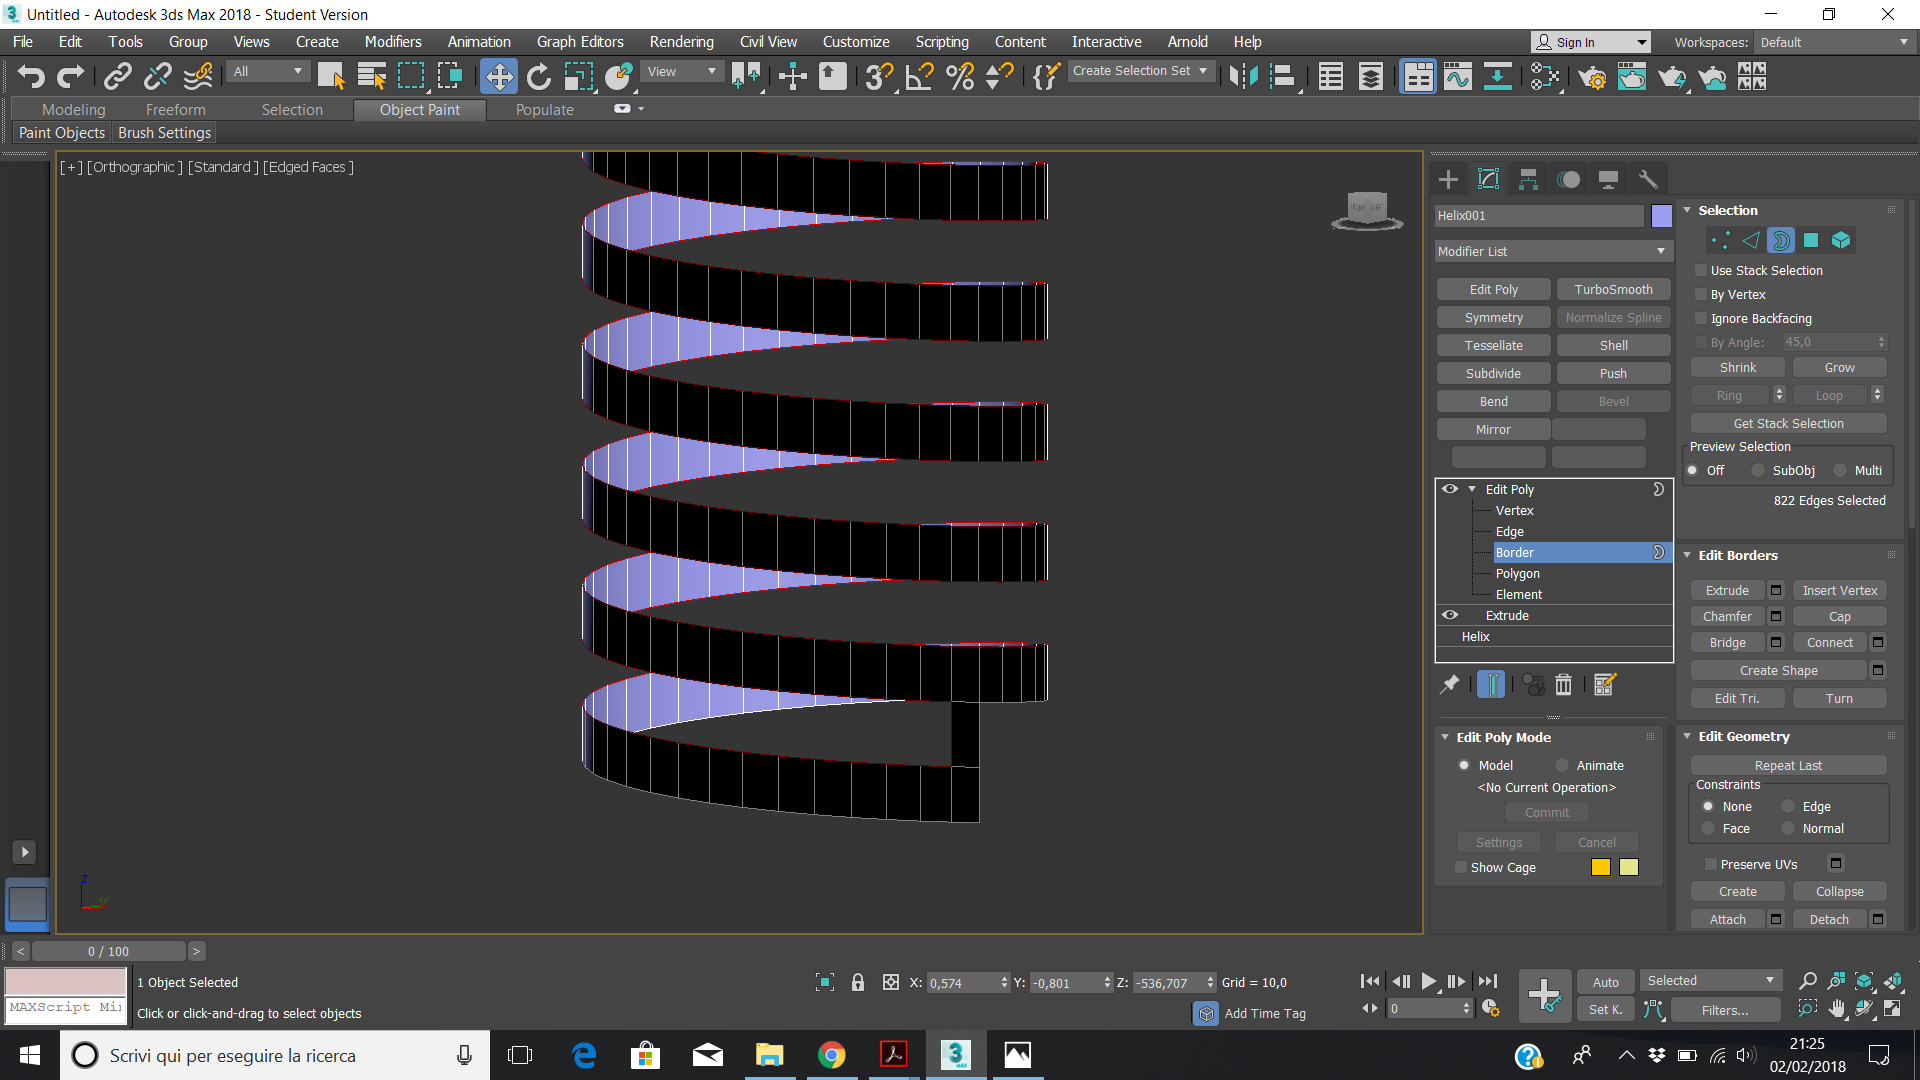 Untitled - Autodesk 3ds Max 2018 - Student Version
File Edit Tools Group Views Create Modifiers Animation Graph Editors Rendering Civil View Customize Scripting Content Interactive Arnold Help
Sign In Workspaces: Default
All View Create Selection Set
Modeling Freeform Selection Object Paint Populate
Paint Objects Brush Settings
[+] [Orthographic ] [Standard ] [Edged Faces ]
Helix001
Modifier List
Edit Poly TurboSmooth
Symmetry Normalize Spline
Tessellate Shell
Subdivide Push
Bend Bevel
Mirror
Edit Poly
Vertex
Edge
Border
Polygon
Element
Extrude
Helix
Edit Poly Mode
Model Animate
<No Current Operation>
Commit
Settings Cancel
Show Cage
Selection
Use Stack Selection
By Vertex
Ignore Backfacing
By Angle: 45,0
Shrink Grow
Ring Loop
Get Stack Selection
Preview Selection
Off SubObj Multi
822 Edges Selected
Edit Borders
Extrude Insert Vertex
Chamfer Cap
Bridge Connect
Create Shape
Edit Tri. Turn
Edit Geometry
Repeat Last
Constraints
None Edge
Face Normal
Preserve UVs
Create Collapse
Attach Detach
z
y
< 0 / 100 >
MAXScript Mi
1 Object Selected
Click or click-and-drag to select objects
X: 0,574 Y: -0,801 Z: -536,707 Grid = 10,0
Add Time Tag
0
Auto Selected
Set K. Filters...
Scrivi qui per eseguire la ricerca
3
MAX
21:25
02/02/2018